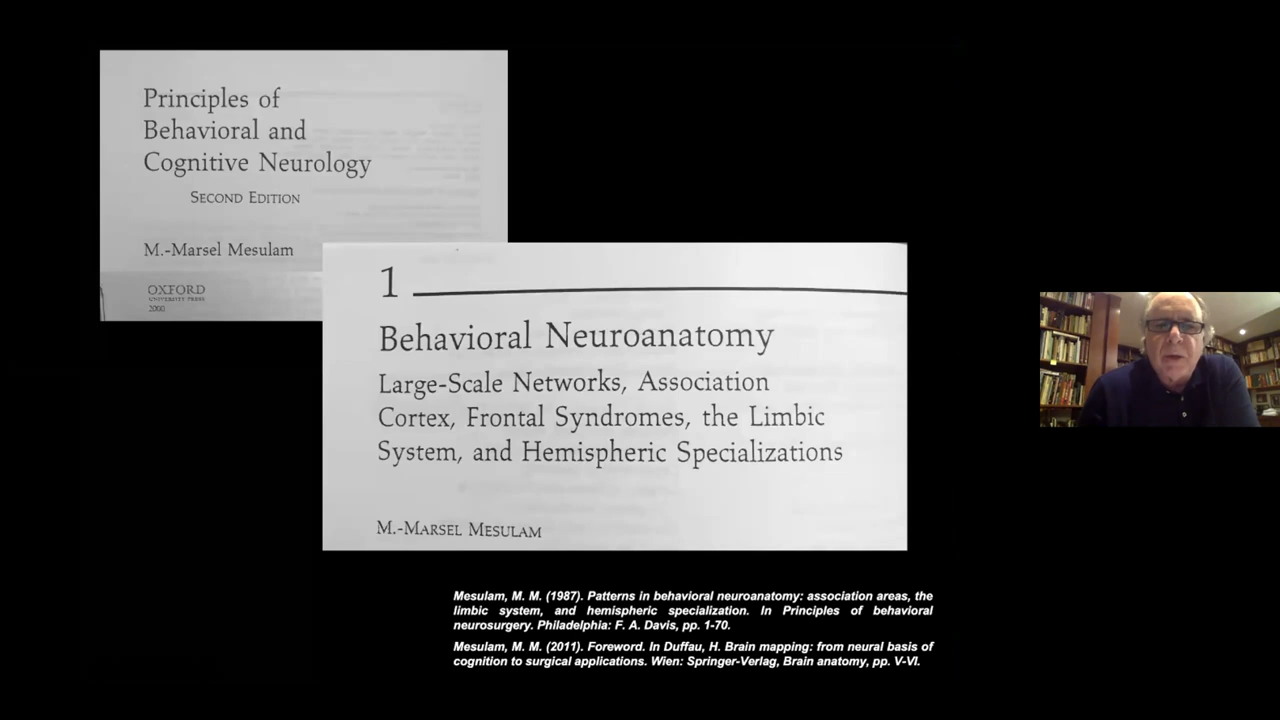 Principles of
Behavioral and
Cognitive Neurology
SECOND EDITION
M.-Marsel Mesulam
OXFORD
UNIVERSITY PRESS
2000
1
Behavioral Neuroanatomy
Large-Scale Networks, Association
Cortex, Frontal Syndromes, the Limbic
System, and Hemispheric Specializations
M.-MARSEL MESULAM
Mesulam, M. M. (1987). Patterns in behavioral neuroanatomy: association areas, the
limbic system, and hemispheric specialization. In Principles of behavioral
neurosurgery. Philadelphia: F. A. Davis, pp. 1-70.
Mesulam, M. M. (2011). Foreword. In Duffau, H. Brain mapping: from neural basis of
cognition to surgical applications. Wien: Springer-Verlag, Brain anatomy, pp. V-VI.